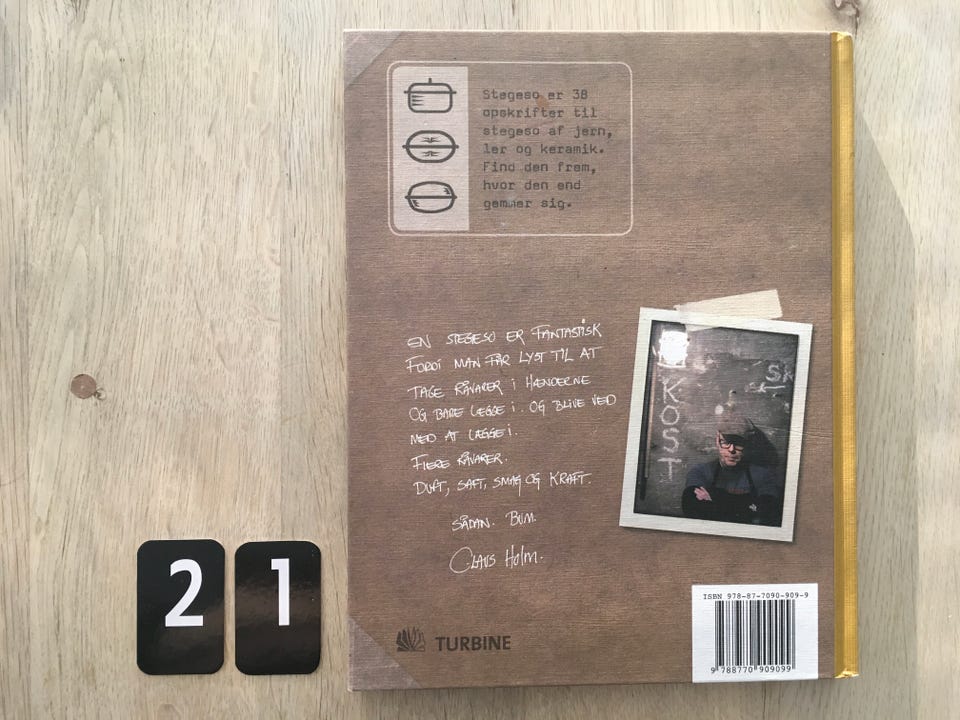 Stegeso er 38
opskrifter til
stegeso af jern,
ler og keramik.
Find den frem,
hvor den end
gemmer sig.
EN STEGESO ER FANTASTISK
FORDI MAN FÅR LYST TIL AT
TAGE RÅVARER i HÆNDERNE
OG BARE LÆGGE i. OG BLIVE VED
MED AT LÆGGE i.
FLERE RÅVARER.
DUFT, SAFT, SMAG OG KRAFT.
SÅDAN. BUM.
CLAUS HOLM.
SK
KOST
21
TURBINE
ISBN 978-87-7090-909-9
9 788770 909099